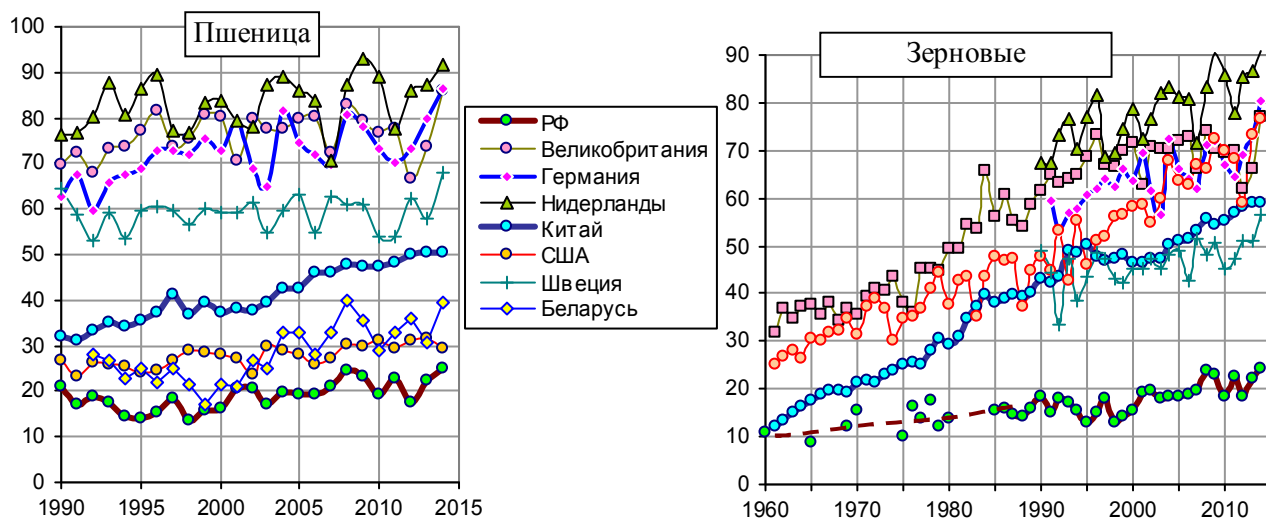 Пшеница
100
90
80
70
60
50
40
30
20
10
0
1990 1995 2000 2005 2010 2015
РФ
Великобритания
Германия
Нидерланды
Китай
США
Швеция
Беларусь
Зерновые
90
80
70
60
50
40
30
20
10
0
1960 1970 1980 1990 2000 2010